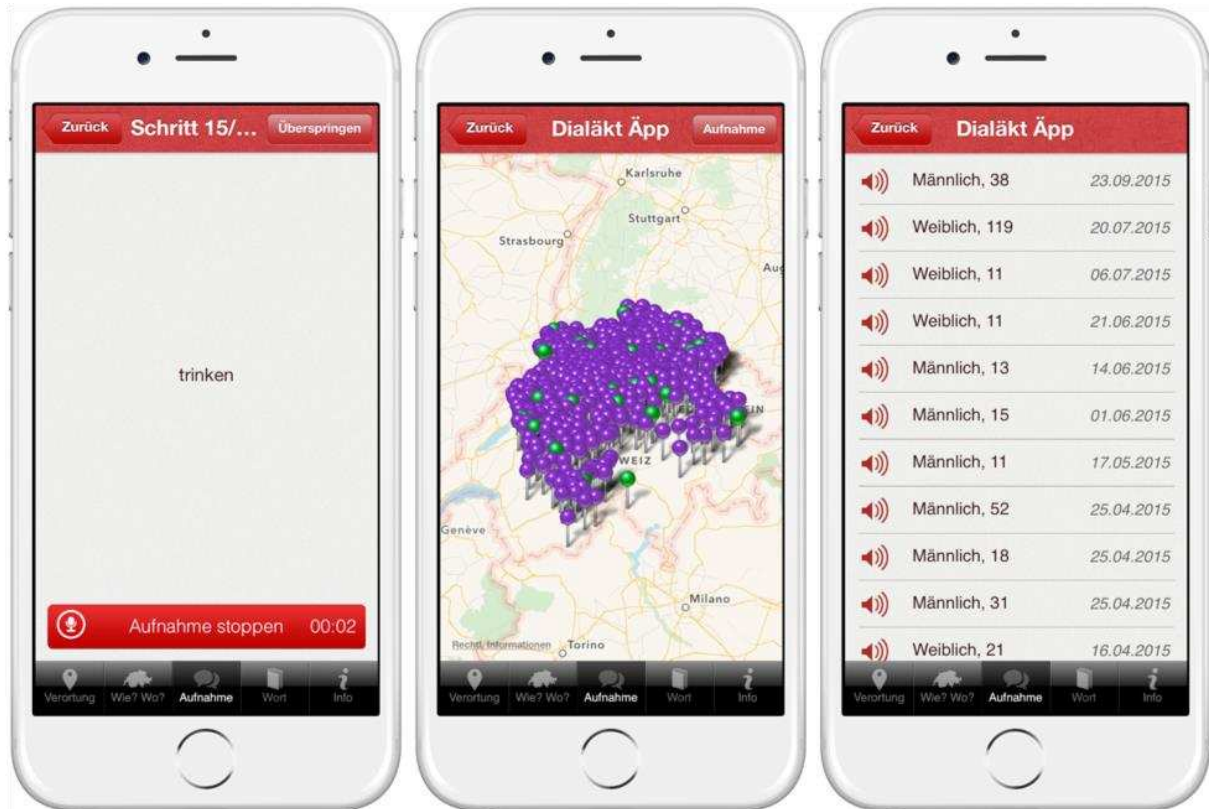 Zurück Schritt 15/... Überspringen
trinken
Aufnahme stoppen 00:02
Verortung Wie? Wo? Aufnahme Wort Info
Zurück Dialäkt Äpp Aufnahme
Karlsruhe
Stuttgart
Strasbourg
Aug
EIN
WEIZ
Genève
Milano
Rechtl. Informationen Torino
Verortung Wie? Wo? Aufnahme Wort Info
Zurück Dialäkt Äpp
Männlich, 38 23.09.2015
Weiblich, 119 20.07.2015
Weiblich, 11 06.07.2015
Weiblich, 11 21.06.2015
Männlich, 13 14.06.2015
Männlich, 15 01.06.2015
Männlich, 11 17.05.2015
Männlich, 52 25.04.2015
Männlich, 18 25.04.2015
Männlich, 31 25.04.2015
Weiblich, 21 16.04.2015
Verortung Wie? Wo? Aufnahme Wort Info